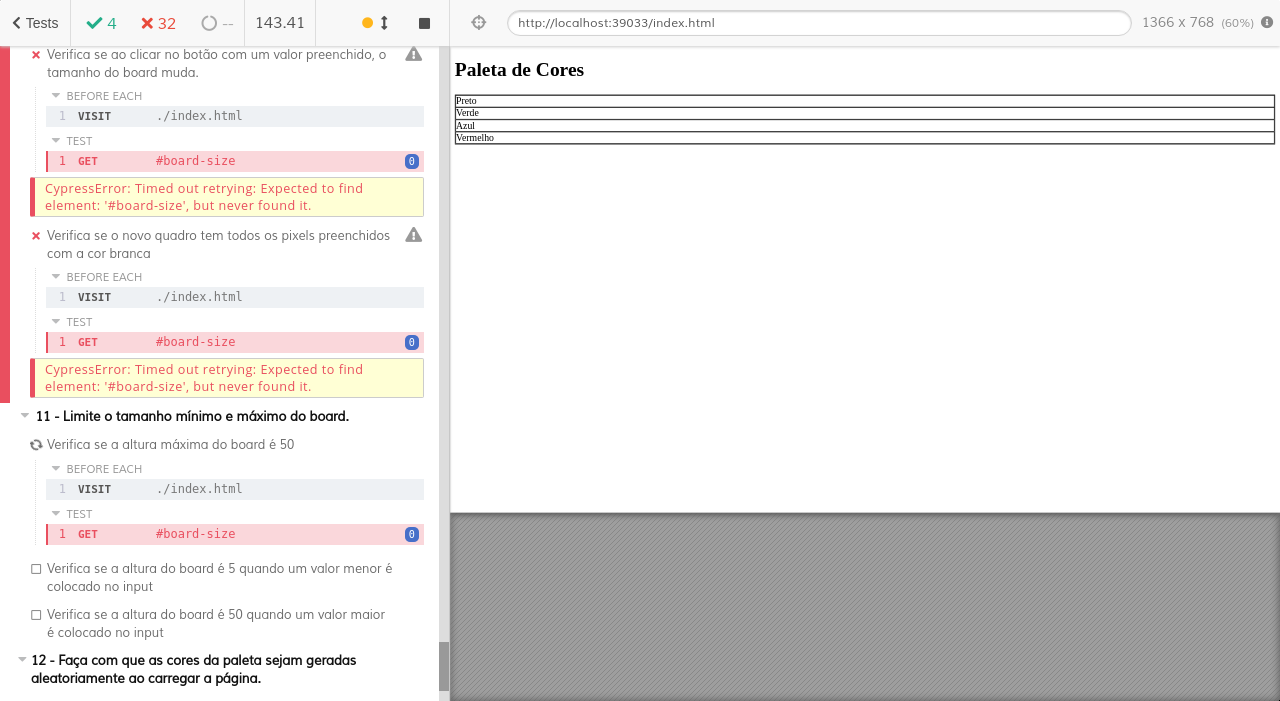 Tests 4 32 -- 143.41 http://localhost:39033/index.html 1366 x 768 (60%)
Verifica se ao clicar no botão com um valor preenchido, o
tamanho do board muda.
BEFORE EACH
1 VISIT ./index.html
TEST
1 GET #board-size 0
CypressError: Timed out retrying: Expected to find
element: '#board-size', but never found it.
Verifica se o novo quadro tem todos os pixels preenchidos
com a cor branca
BEFORE EACH
1 VISIT ./index.html
TEST
1 GET #board-size 0
CypressError: Timed out retrying: Expected to find
element: '#board-size', but never found it.
11 - Limite o tamanho mínimo e máximo do board.
Verifica se a altura máxima do board é 50
BEFORE EACH
1 VISIT ./index.html
TEST
1 GET #board-size 0
Verifica se a altura do board é 5 quando um valor menor é
colocado no input
Verifica se a altura do board é 50 quando um valor maior
é colocado no input
12 - Faça com que as cores da paleta sejam geradas
aleatoriamente ao carregar a página.
Paleta de Cores
Preto
Verde
Azul
Vermelho